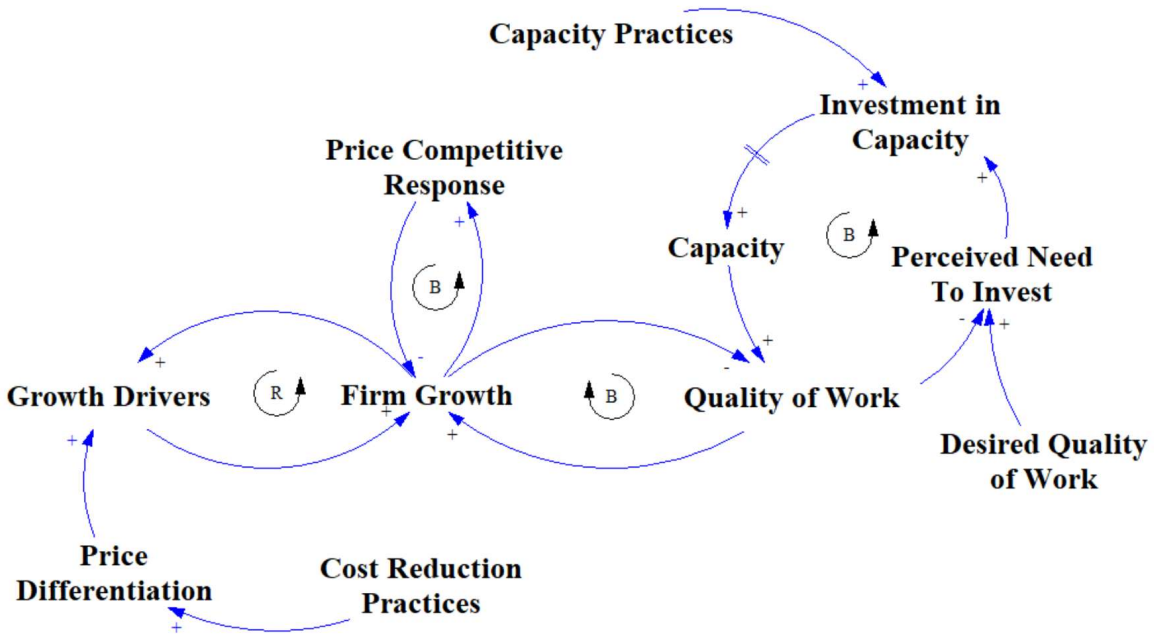 Capacity Practices
+
Investment in
Capacity
Price Competitive
Response
+
+
+
Capacity
B
Perceived Need
To Invest
B
-
+
+
-
+
-
Growth Drivers
R
Firm Growth
B
Quality of Work
+
+
+
Desired Quality
of Work
Price
Differentiation
Cost Reduction
Practices
+